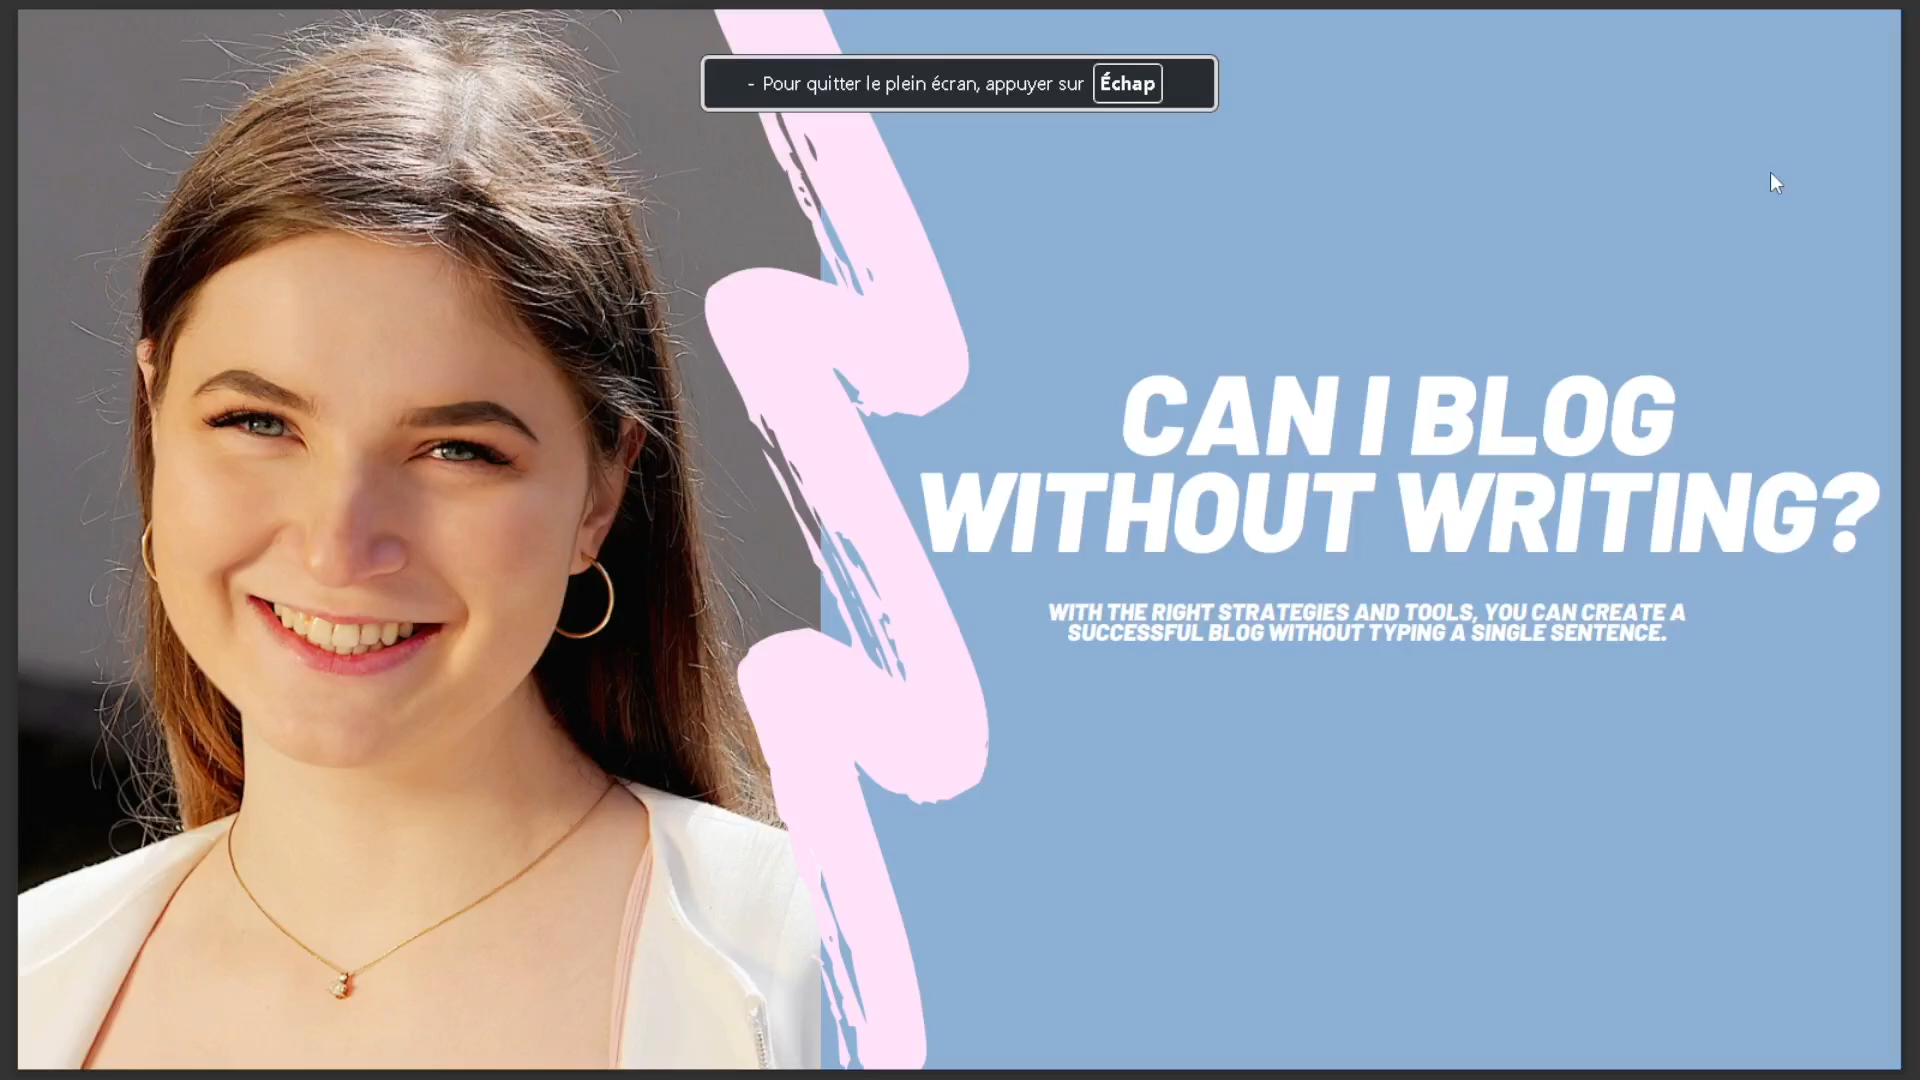 - Pour quitter le plein écran, appuyer sur Échap
CAN I BLOG
WITHOUT WRITING?
WITH THE RIGHT STRATEGIES AND TOOLS, YOU CAN CREATE A
SUCCESSFUL BLOG WITHOUT TYPING A SINGLE SENTENCE.